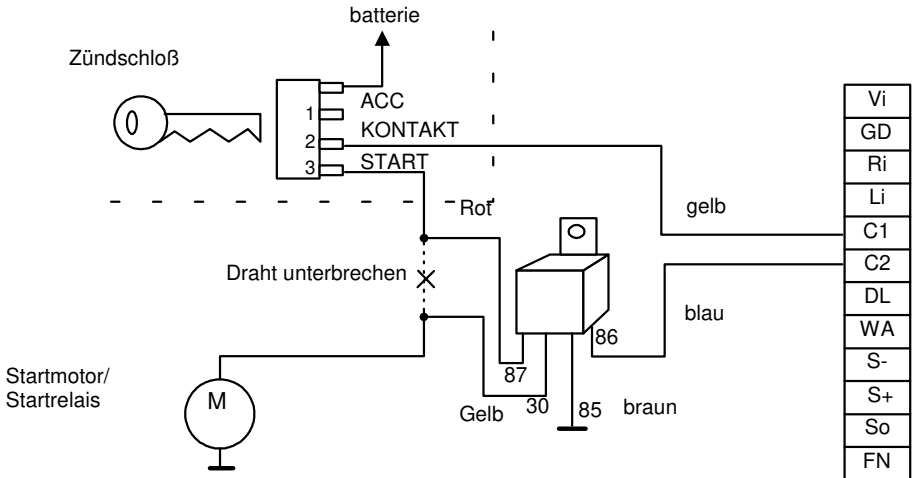 batterie
Zündschloß
ACC
1
KONTAKT
2
START
3
Rot
gelb
Draht unterbrechen
blau
86
87
Startmotor/
Startrelais
M
Gelb
30
85
braun
Vi
GD
Ri
Li
C1
C2
DL
WA
S-
S+
So
FN